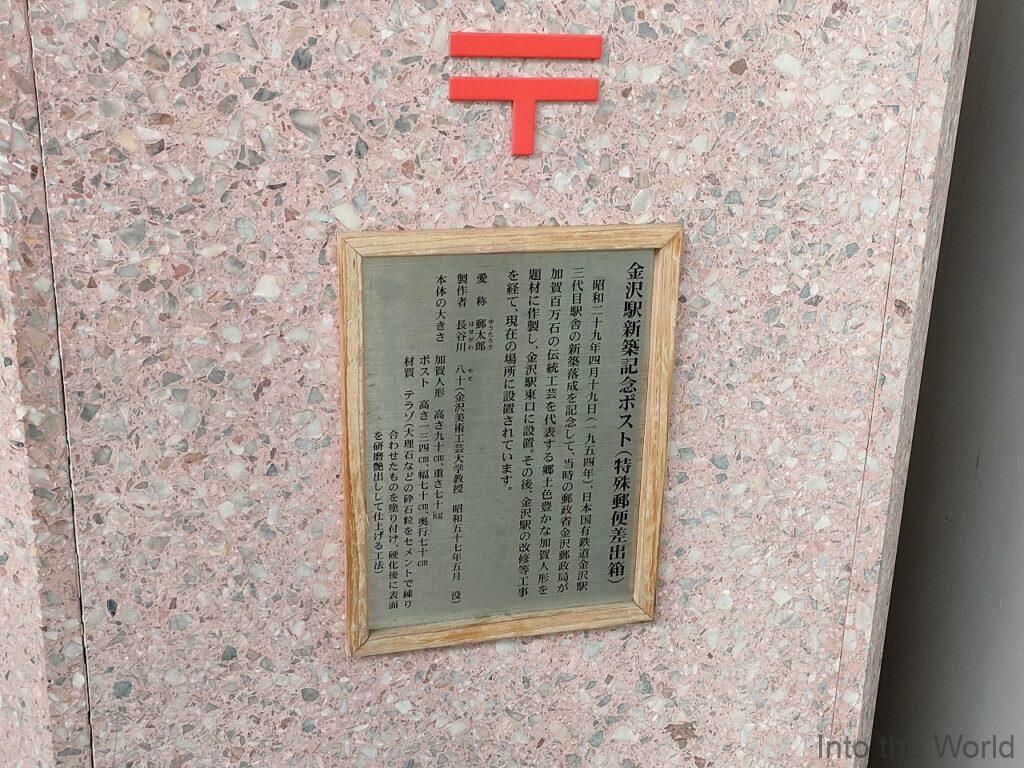 〒
金沢駅新築記念ポスト(特殊郵便差出箱)
昭和二十九年四月十九日(一九五四年)、日本国有鉄道金沢駅
三代目駅舎の新築落成を記念して、当時の郵政省金沢郵政局が
加賀百万石の伝統工芸を代表する郷土色豊かな加賀人形を
題材に作製し、金沢駅東口に設置。その後、金沢駅の改修等工事
を経て、現在の場所に設置されています。
愛 称 郵太郎
ゆうたろう
製作者 長谷川 八十(金沢美術工芸大学教授 昭和五十七年五月 没)
はせがわ やそ
本体の大きさ 加賀人形 高さ九十㎝、重さ七十㎏
ポスト 高さ一三四㎝、幅七十㎝、奥行七十㎝
材質 テラゾ(大理石などの砕石粒をセメントで練り
合わせたものを塗り付け、硬化後に表面
を研磨艶出しして仕上げる工法)
Into the World